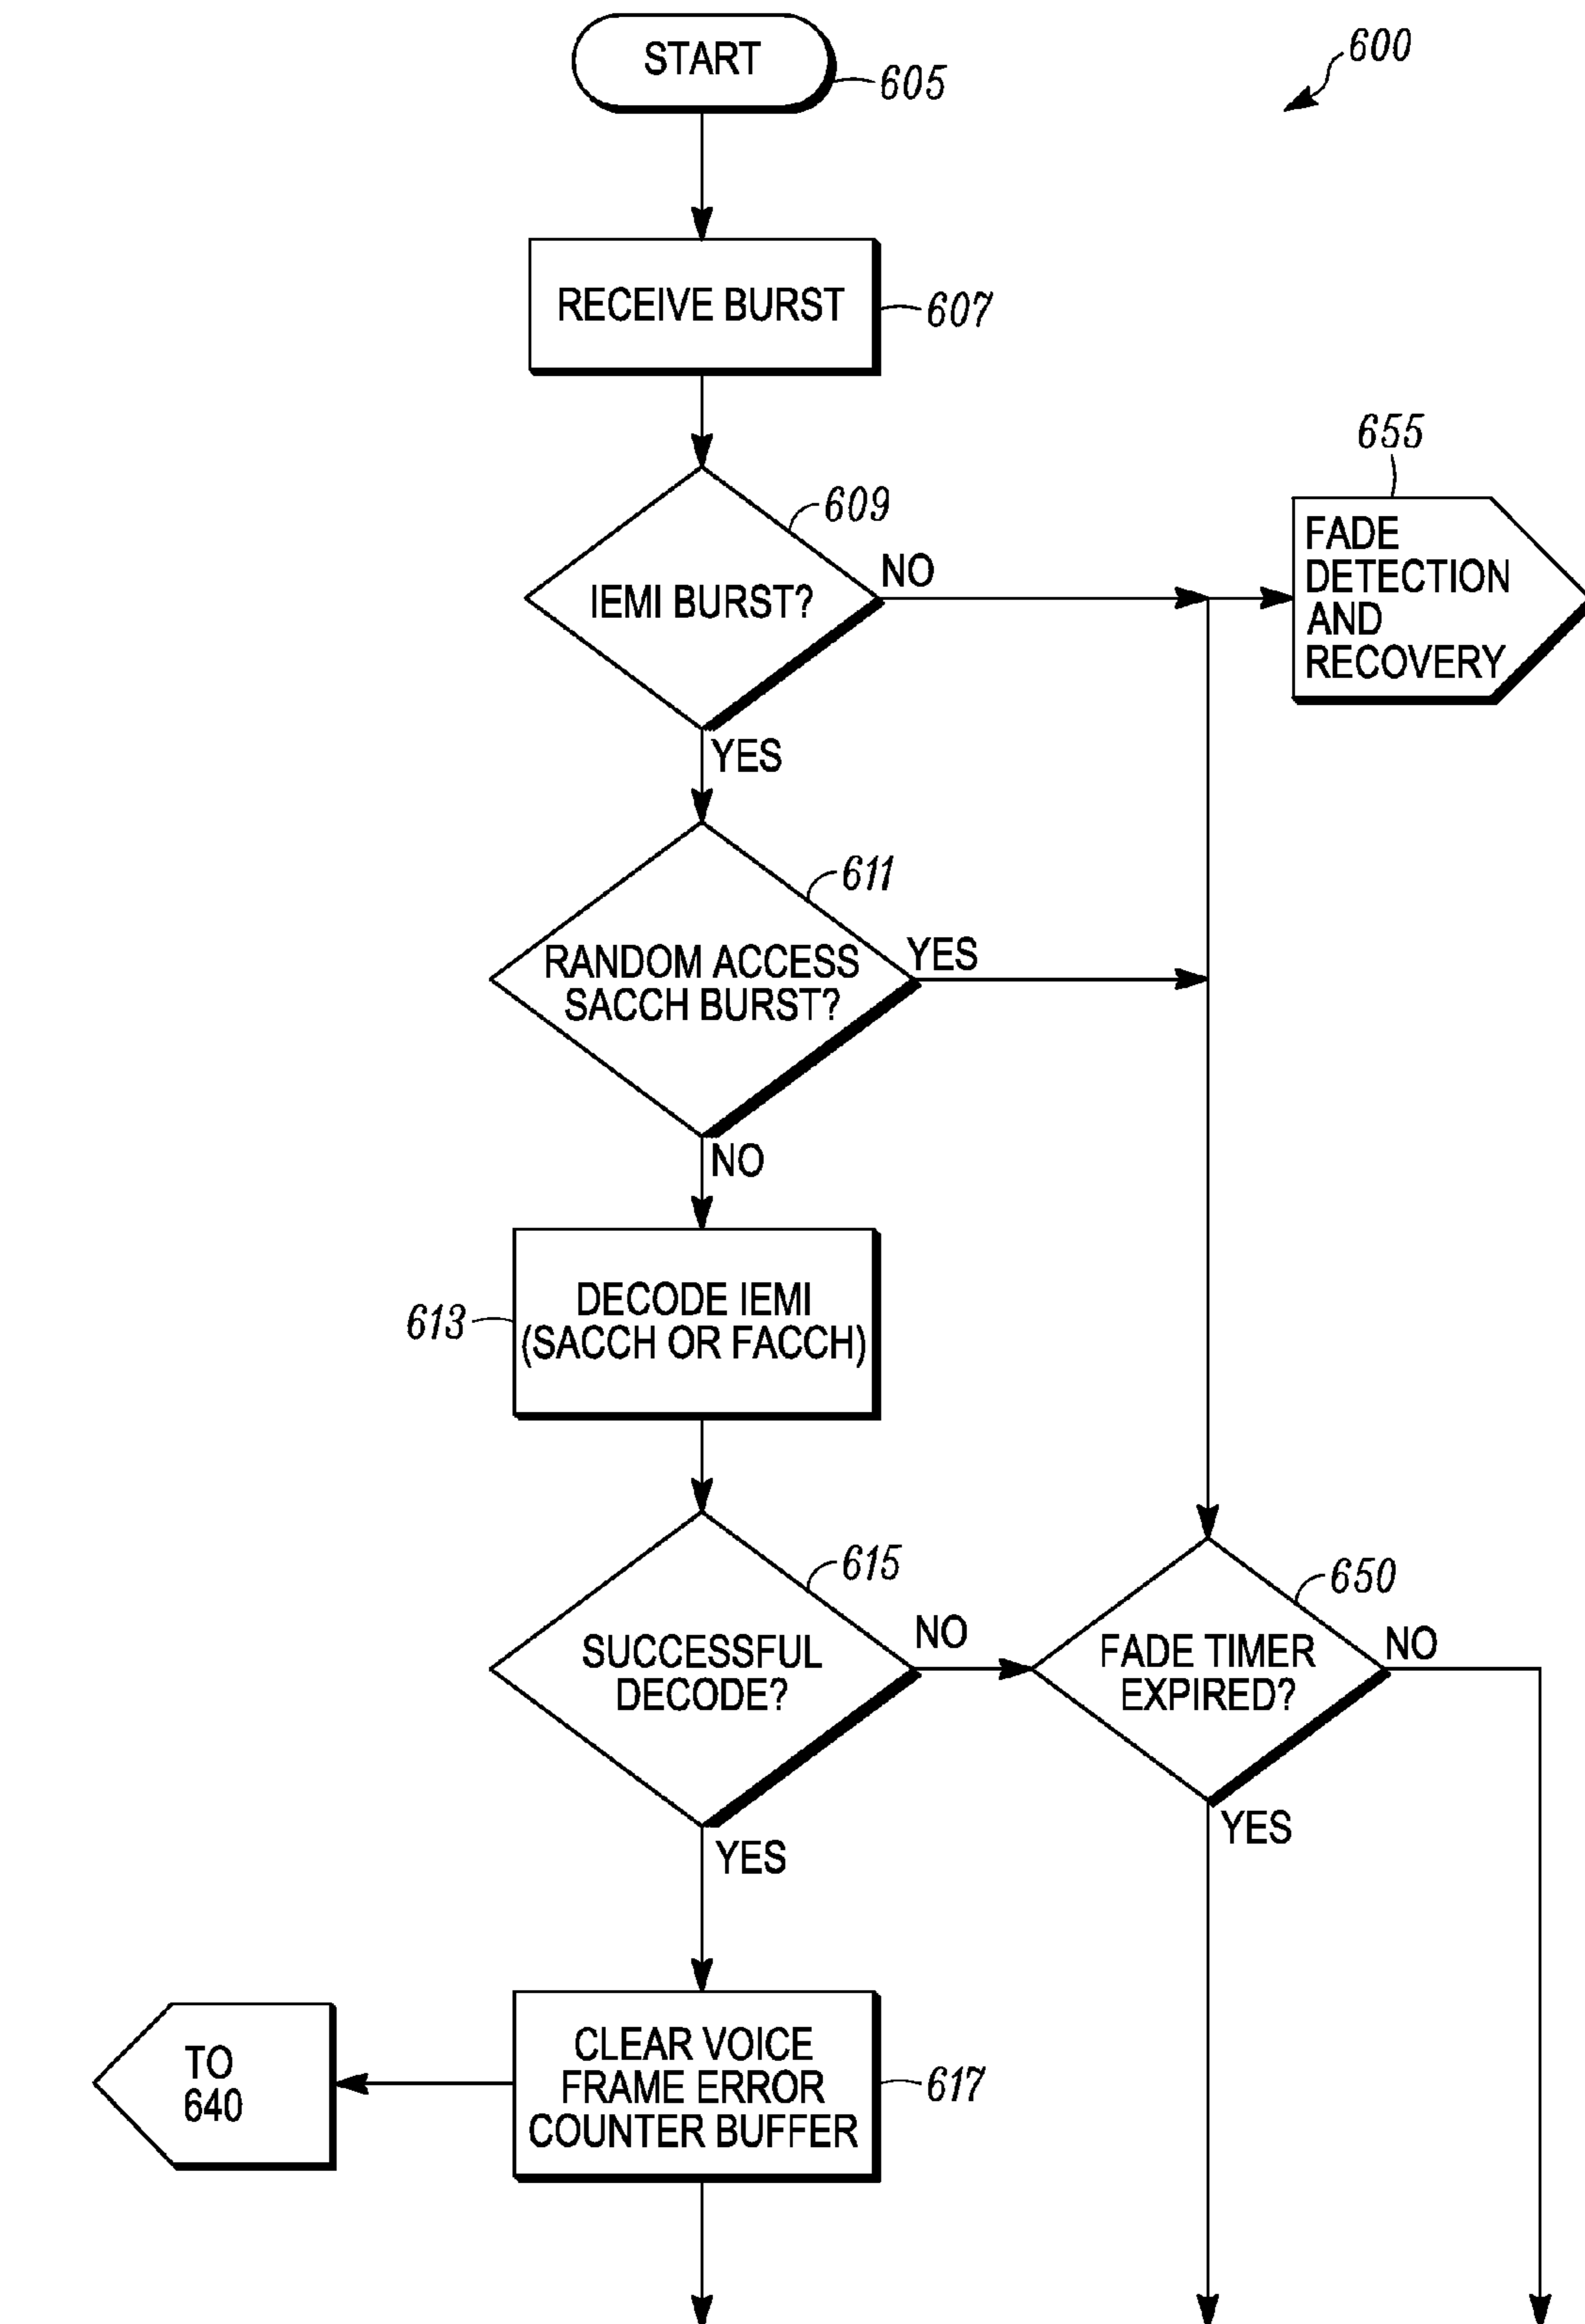 START
605
600
RECEIVE BURST
607
655
609
IEMI BURST?
NO
FADE
DETECTION
AND
RECOVERY
YES
611
RANDOM ACCESS
SACCH BURST?
YES
NO
613
DECODE IEMI
(SACCH OR FACCH)
615
SUCCESSFUL
DECODE?
NO
650
FADE TIMER
EXPIRED?
NO
YES
YES
TO
640
CLEAR VOICE
FRAME ERROR
COUNTER BUFFER
617